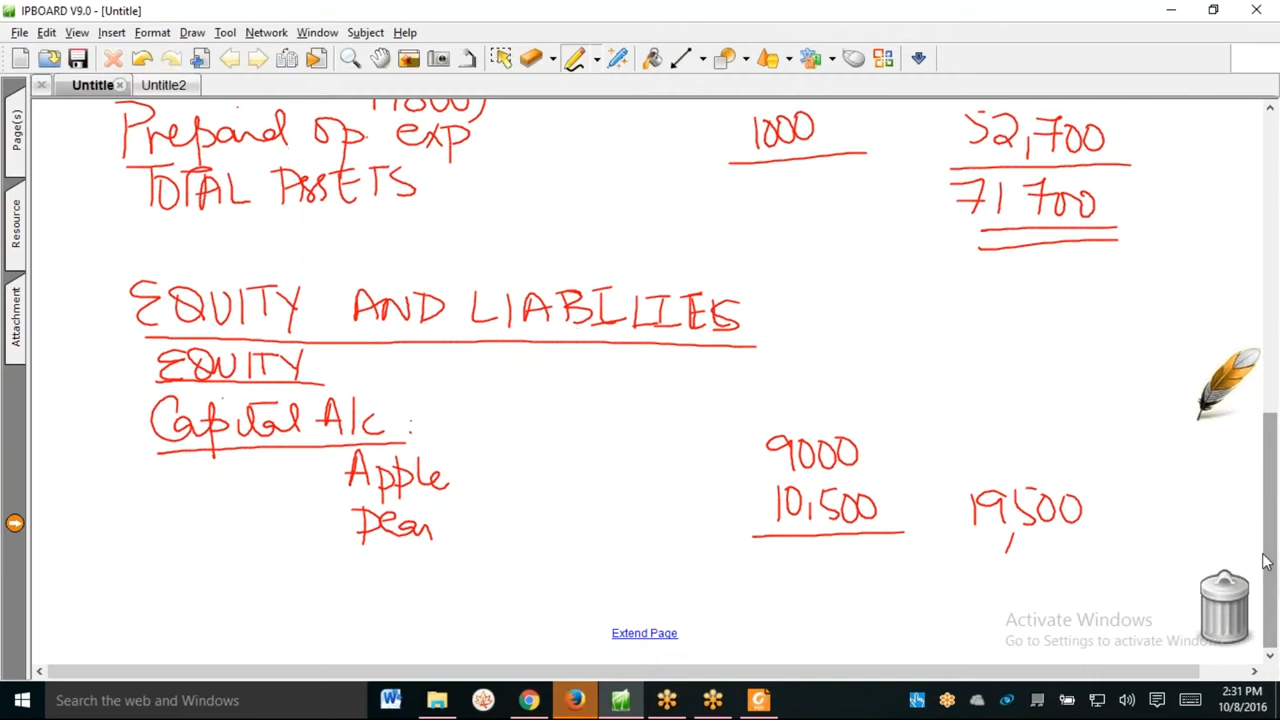 IPBOARD V9.0 - [Untitle]
File Edit View Insert Format Draw Tool Network Window Subject Help
Untitle Untitle2
Page(s)
Resource
Attachment
(1800)
Prepaid op. exp 1000 52,700
TOTAL ASSETS 71 700
EQUITY AND LIABILIIES
EQUITY
Capital A/c :
Apple 9000
Pear 10,500 19,500
Extend Page
Activate Windows
Go to Settings to activate Windows
Search the web and Windows
2:31 PM
10/8/2016